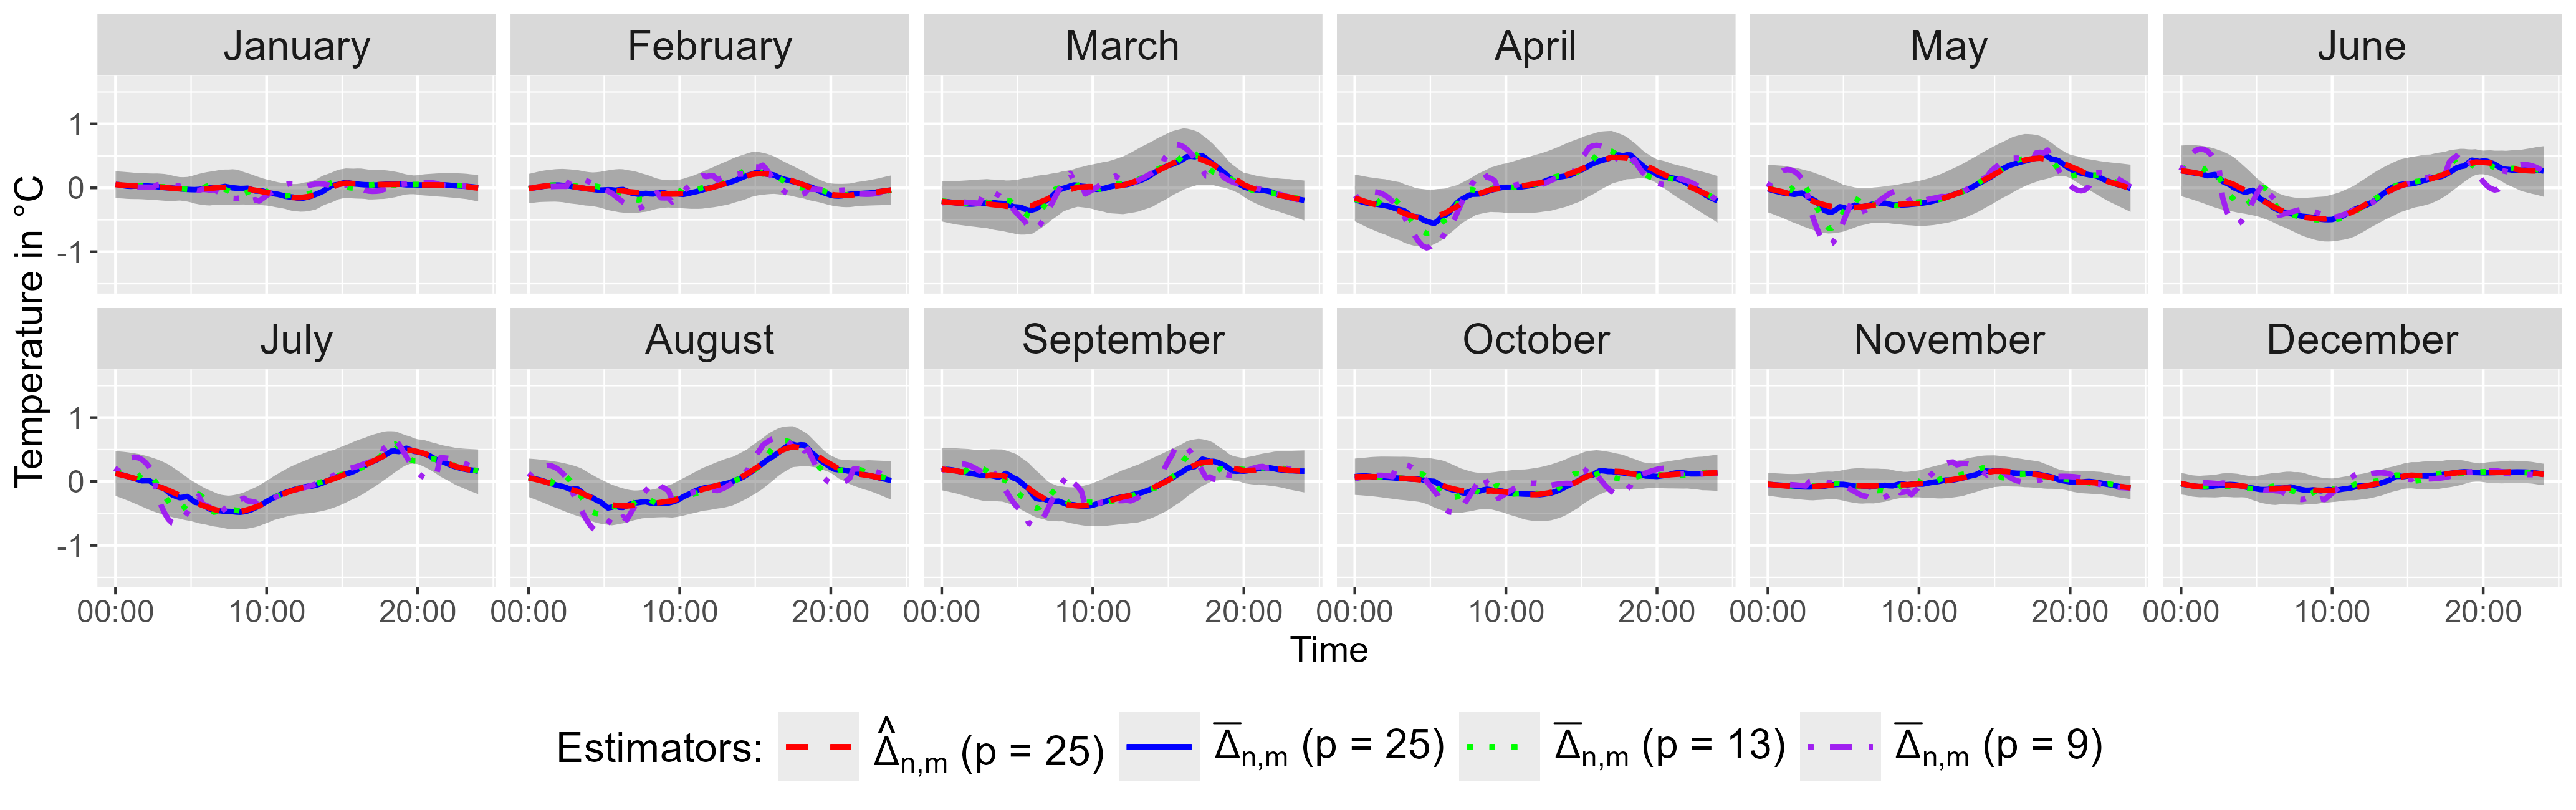 January February March April May June
1
0
-1
July August September October November December
1
0
-1
00:00 10:00 20:00 00:00 10:00 20:00 00:00 10:00 20:00 00:00 10:00 20:00 00:00 10:00 20:00 00:00 10:00 20:00
Temperature in °C
Time
Estimators: Δ̂n,m (p = 25) Δ̅n,m (p = 25) Δ̅n,m (p = 13) Δ̅n,m (p = 9)